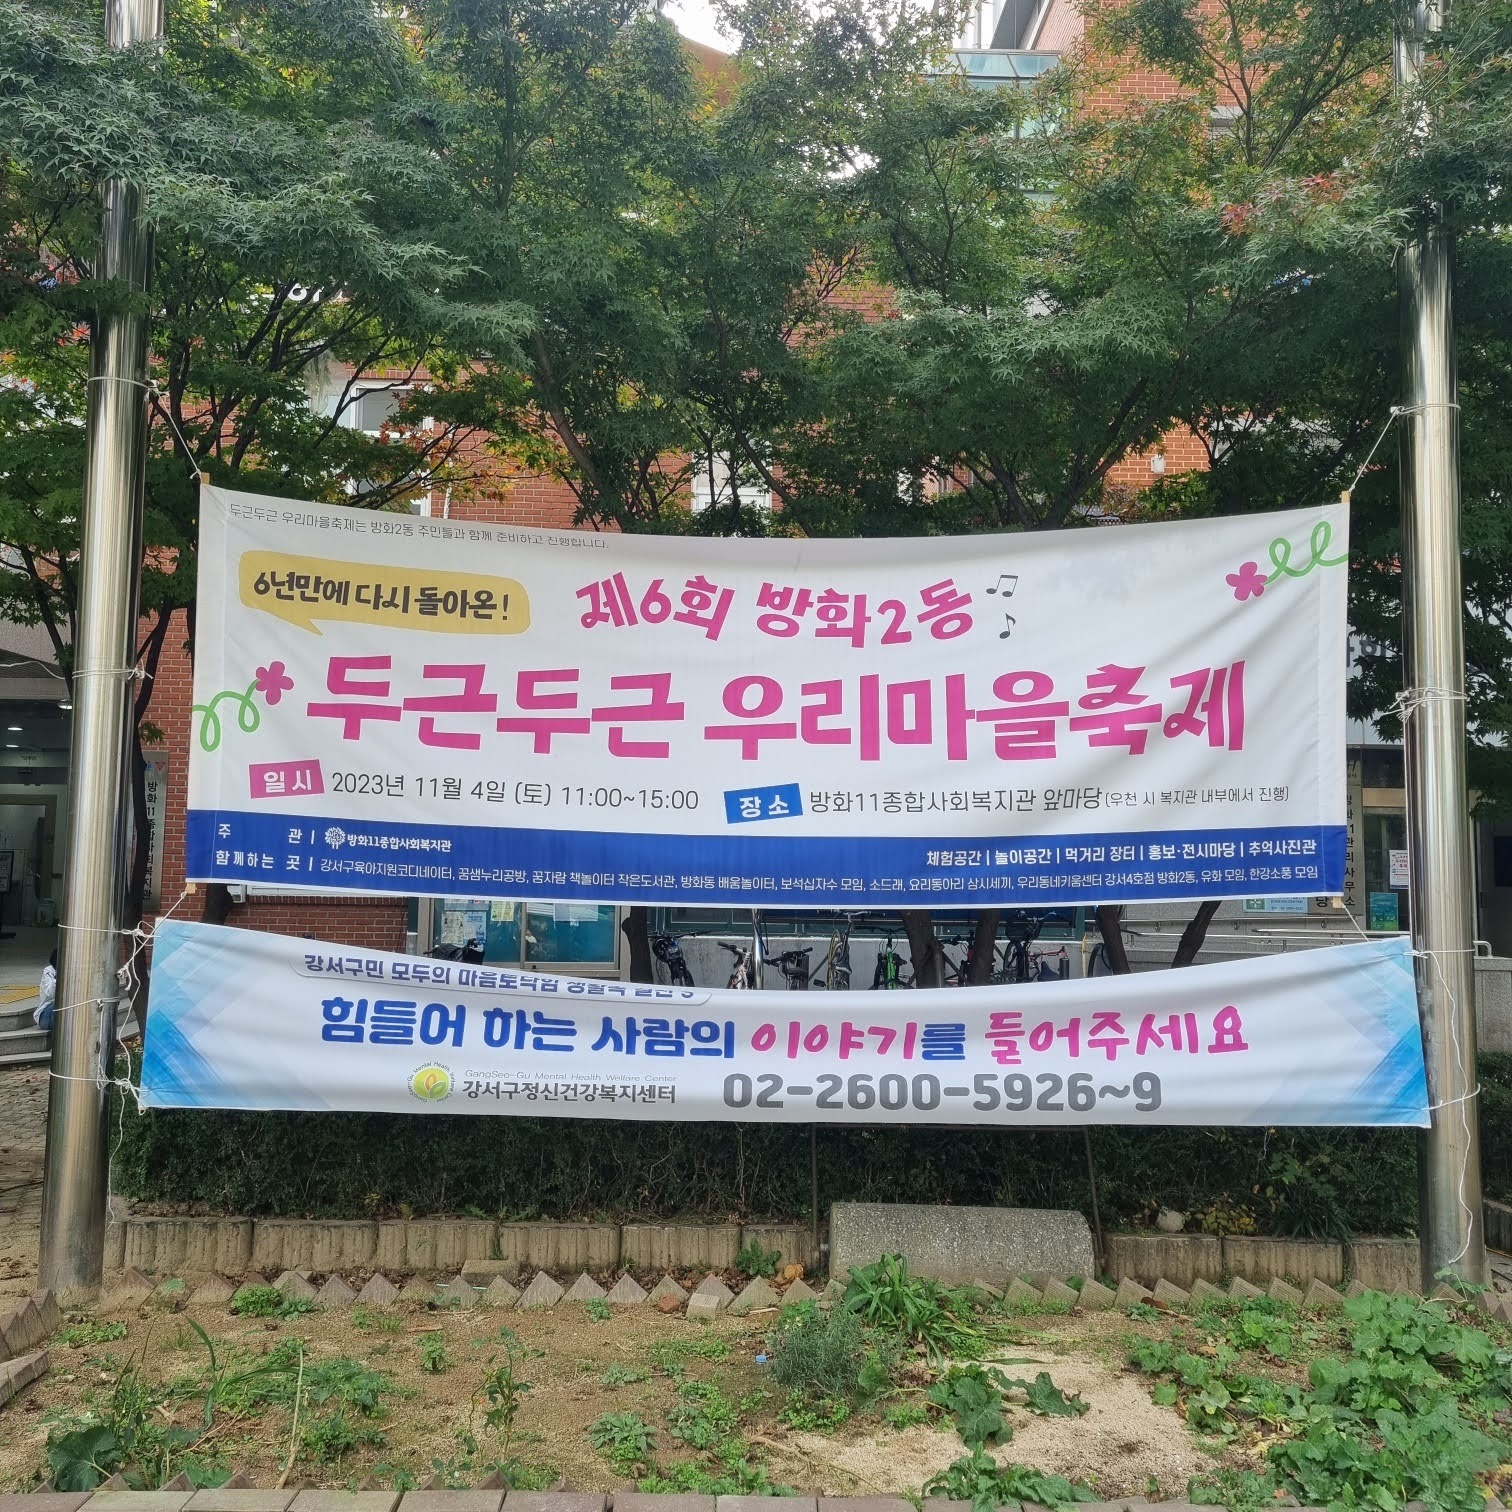 두근두근 우리마을축제는 방화2동 주민들과 함께 준비하고 진행합니다.
6년만에 다시 돌아온!
제6회 방화2동
두근두근 우리마을축제
일시 2023년 11월 4일 (토) 11:00~15:00
장소 방화11종합사회복지관 앞마당(우천 시 복지관 내부에서 진행)
주 관 | 방화11종합사회복지관
체험공간 | 놀이공간 | 먹거리 장터 | 홍보·전시마당 | 추억사진관
함께하는 곳 | 강서구육아지원코디네이터, 꿈샘누리공방, 꿈자람 책놀이터 작은도서관, 방화동 배움놀이터, 보석십자수 모임, 소드래, 요리동아리 삼시세끼, 우리동네키움센터 강서4호점 방화2동, 유화 모임, 한강소풍 모임
강서구민 모두의 마음토닥임
힘들어 하는 사람의 이야기를 들어주세요
GangSeo-Gu Mental Health Welfare Center
강서구정신건강복지센터
02-2600-5926~9
방화11종합사회복지관